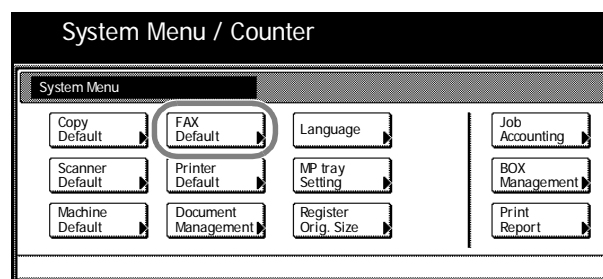 System Menu / Counter
System Menu
Copy Default
FAX Default
Language
Job Accounting
Scanner Default
Printer Default
MP tray Setting
BOX Management
Machine Default
Document Management
Register Orig. Size
Print Report